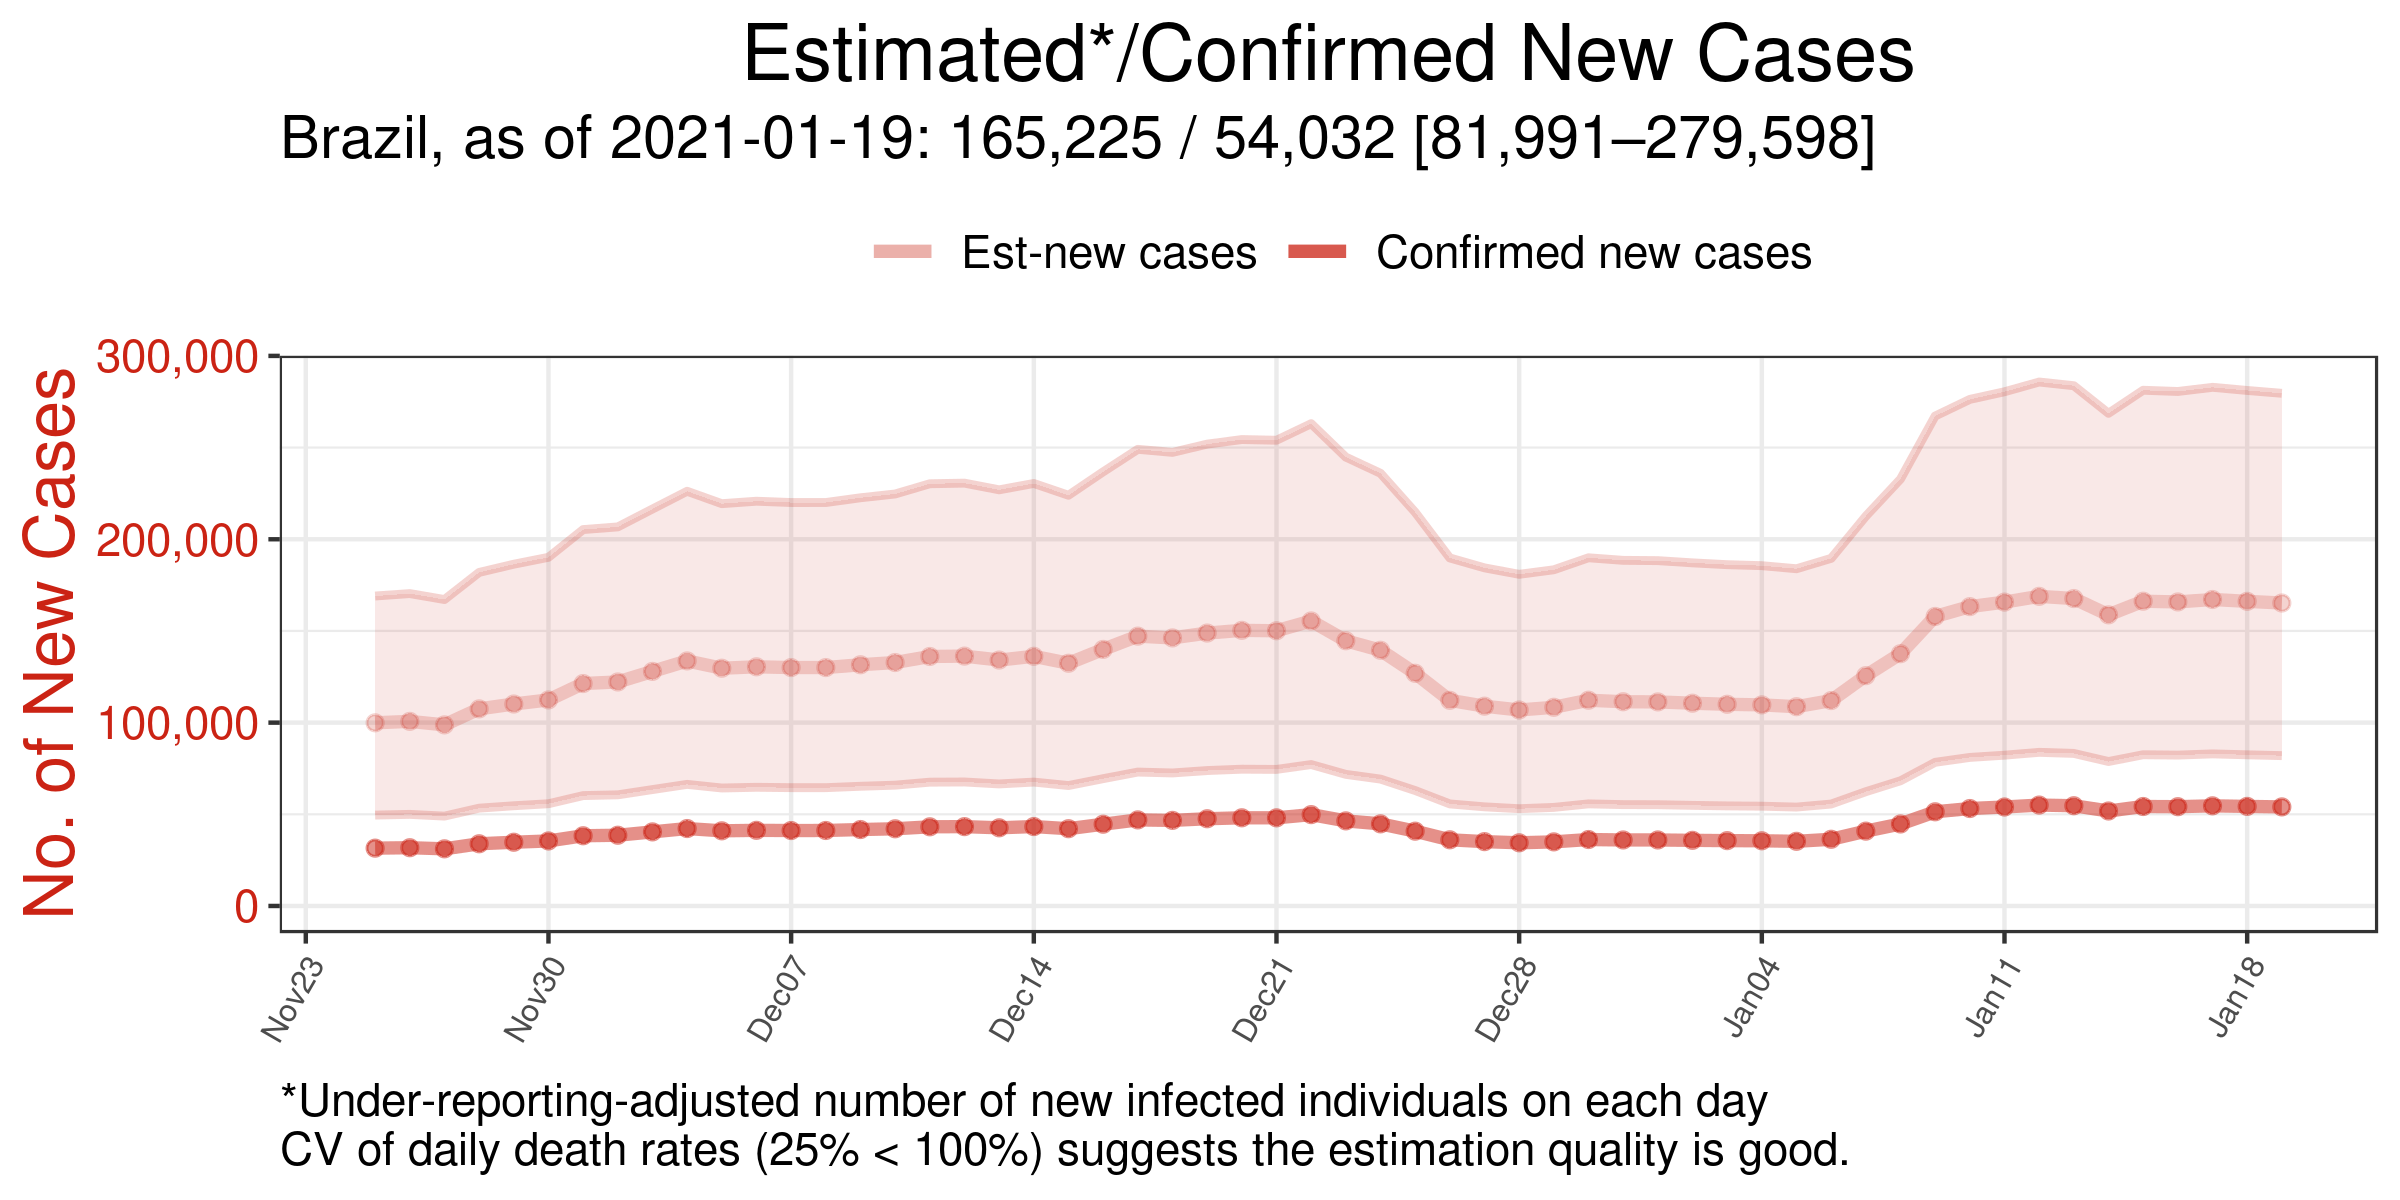 Estimated*/Confirmed New Cases
Brazil, as of 2021-01-19: 165,225 / 54,032 [81,991–279,598]
Est-new cases Confirmed new cases
No. of New Cases
300,000
200,000
100,000
0
Nov23 Nov30 Dec07 Dec14 Dec21 Dec28 Jan04 Jan11 Jan18
*Under-reporting-adjusted number of new infected individuals on each day
CV of daily death rates (25% < 100%) suggests the estimation quality is good.